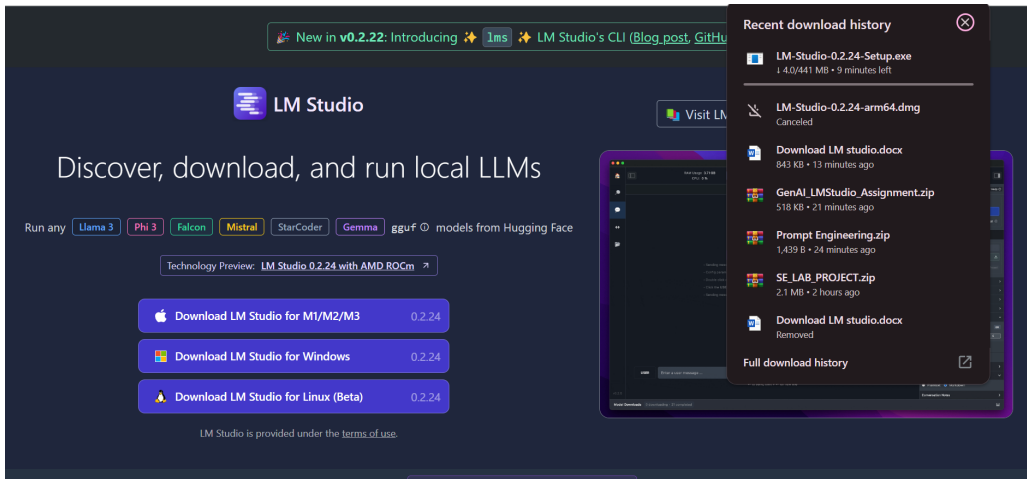 🎉 New in v0.2.22: Introducing ✨ lms ✨ LM Studio's CLI (Blog post, GitHu
LM Studio
Visit LM
Discover, download, and run local LLMs
Run any Llama 3 Phi 3 Falcon Mistral StarCoder Gemma gguf ⓘ models from Hugging Face
Technology Preview: LM Studio 0.2.24 with AMD ROCm ↗
Download LM Studio for M1/M2/M3 0.2.24
Download LM Studio for Windows 0.2.24
Download LM Studio for Linux (Beta) 0.2.24
LM Studio is provided under the terms of use.
Recent download history
LM-Studio-0.2.24-Setup.exe
↓ 4.0/441 MB • 9 minutes left
LM-Studio-0.2.24-arm64.dmg
Canceled
Download LM studio.docx
843 KB • 13 minutes ago
GenAI_LMStudio_Assignment.zip
518 KB • 21 minutes ago
Prompt Engineering.zip
1,439 B • 24 minutes ago
SE_LAB_PROJECT.zip
2.1 MB • 2 hours ago
Download LM studio.docx
Removed
Full download history
USER
Enter a user message...
Model Downloads